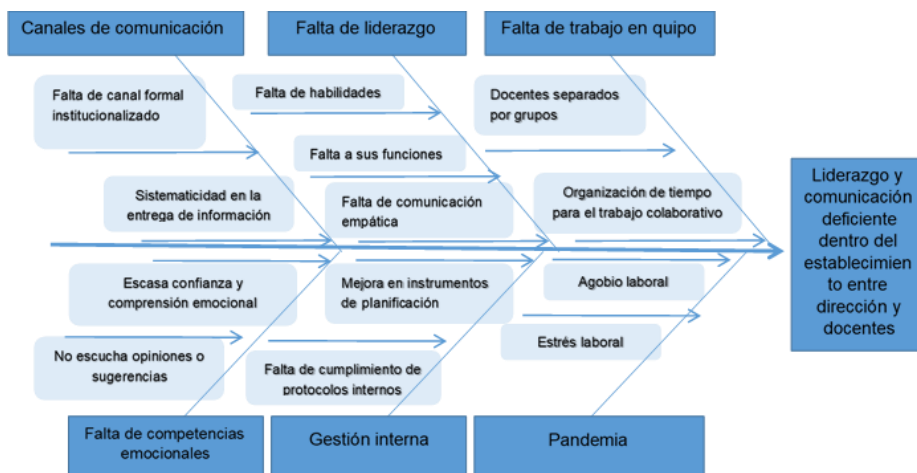 Canales de comunicación
Falta de liderazgo
Falta de trabajo en quipo
Falta de canal formal
institucionalizado
Falta de habilidades
Docentes separados
por grupos
Falta a sus funciones
Sistematicidad en la
entrega de información
Falta de comunicación
empática
Organización de tiempo
para el trabajo colaborativo
Liderazgo y
comunicación
deficiente
dentro del
establecimien
to entre
dirección y
docentes
Escasa confianza y
comprensión emocional
Mejora en instrumentos
de planificación
Agobio laboral
No escucha opiniones o
sugerencias
Falta de cumplimiento de
protocolos internos
Estrés laboral
Falta de competencias
emocionales
Gestión interna
Pandemia